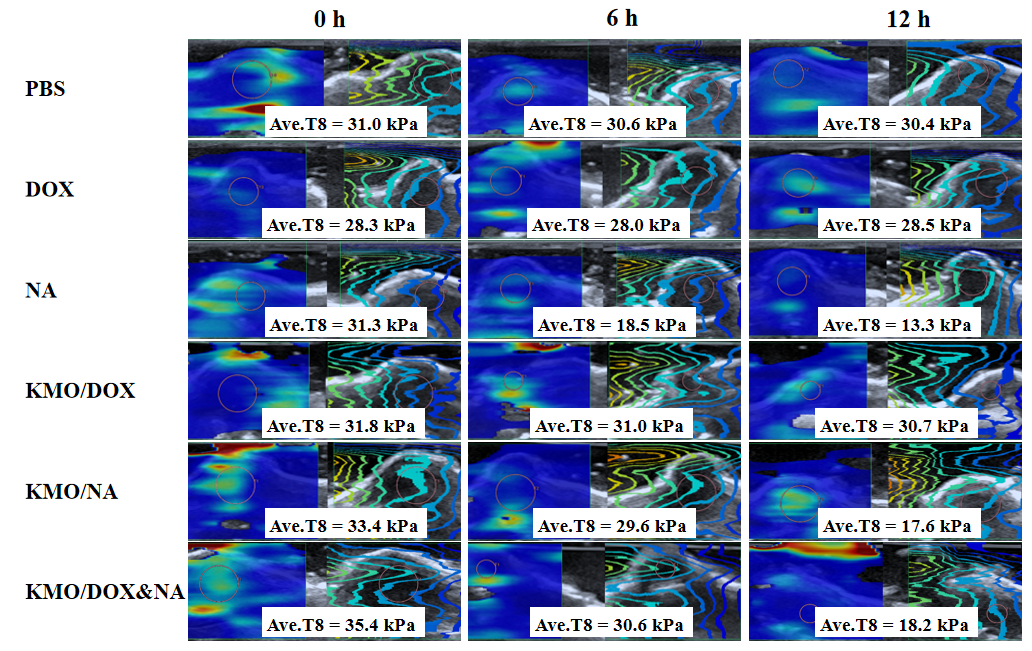 0 h 6 h 12 h
PBS Ave.T8 = 31.0 kPa Ave.T8 = 30.6 kPa Ave.T8 = 30.4 kPa
DOX Ave.T8 = 28.3 kPa Ave.T8 = 28.0 kPa Ave.T8 = 28.5 kPa
NA Ave.T8 = 31.3 kPa Ave.T8 = 18.5 kPa Ave.T8 = 13.3 kPa
KMO/DOX Ave.T8 = 31.8 kPa Ave.T8 = 31.0 kPa Ave.T8 = 30.7 kPa
KMO/NA Ave.T8 = 33.4 kPa Ave.T8 = 29.6 kPa Ave.T8 = 17.6 kPa
KMO/DOX&NA Ave.T8 = 35.4 kPa Ave.T8 = 30.6 kPa Ave.T8 = 18.2 kPa